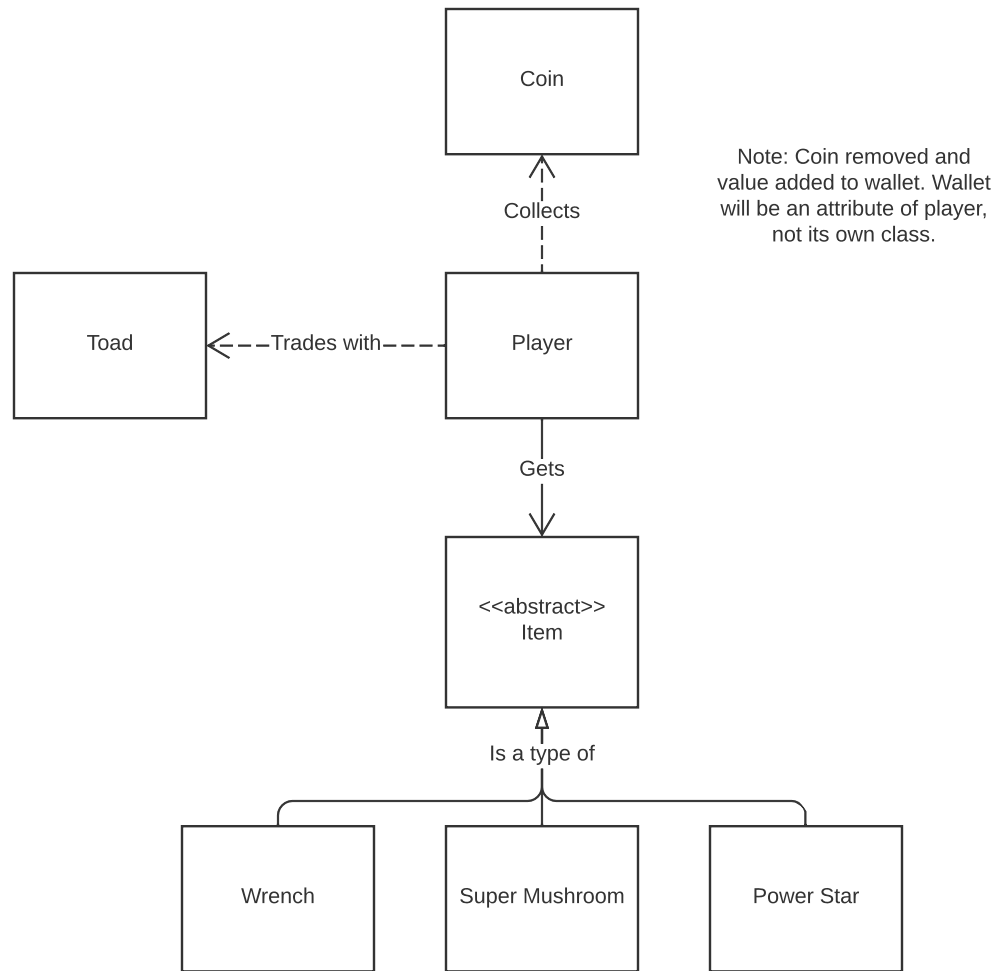 Coin
Note: Coin removed and
value added to wallet. Wallet
will be an attribute of player,
not its own class.
Collects
Toad
Trades with
Player
Gets
<<abstract>>
Item
Is a type of
Wrench
Super Mushroom
Power Star